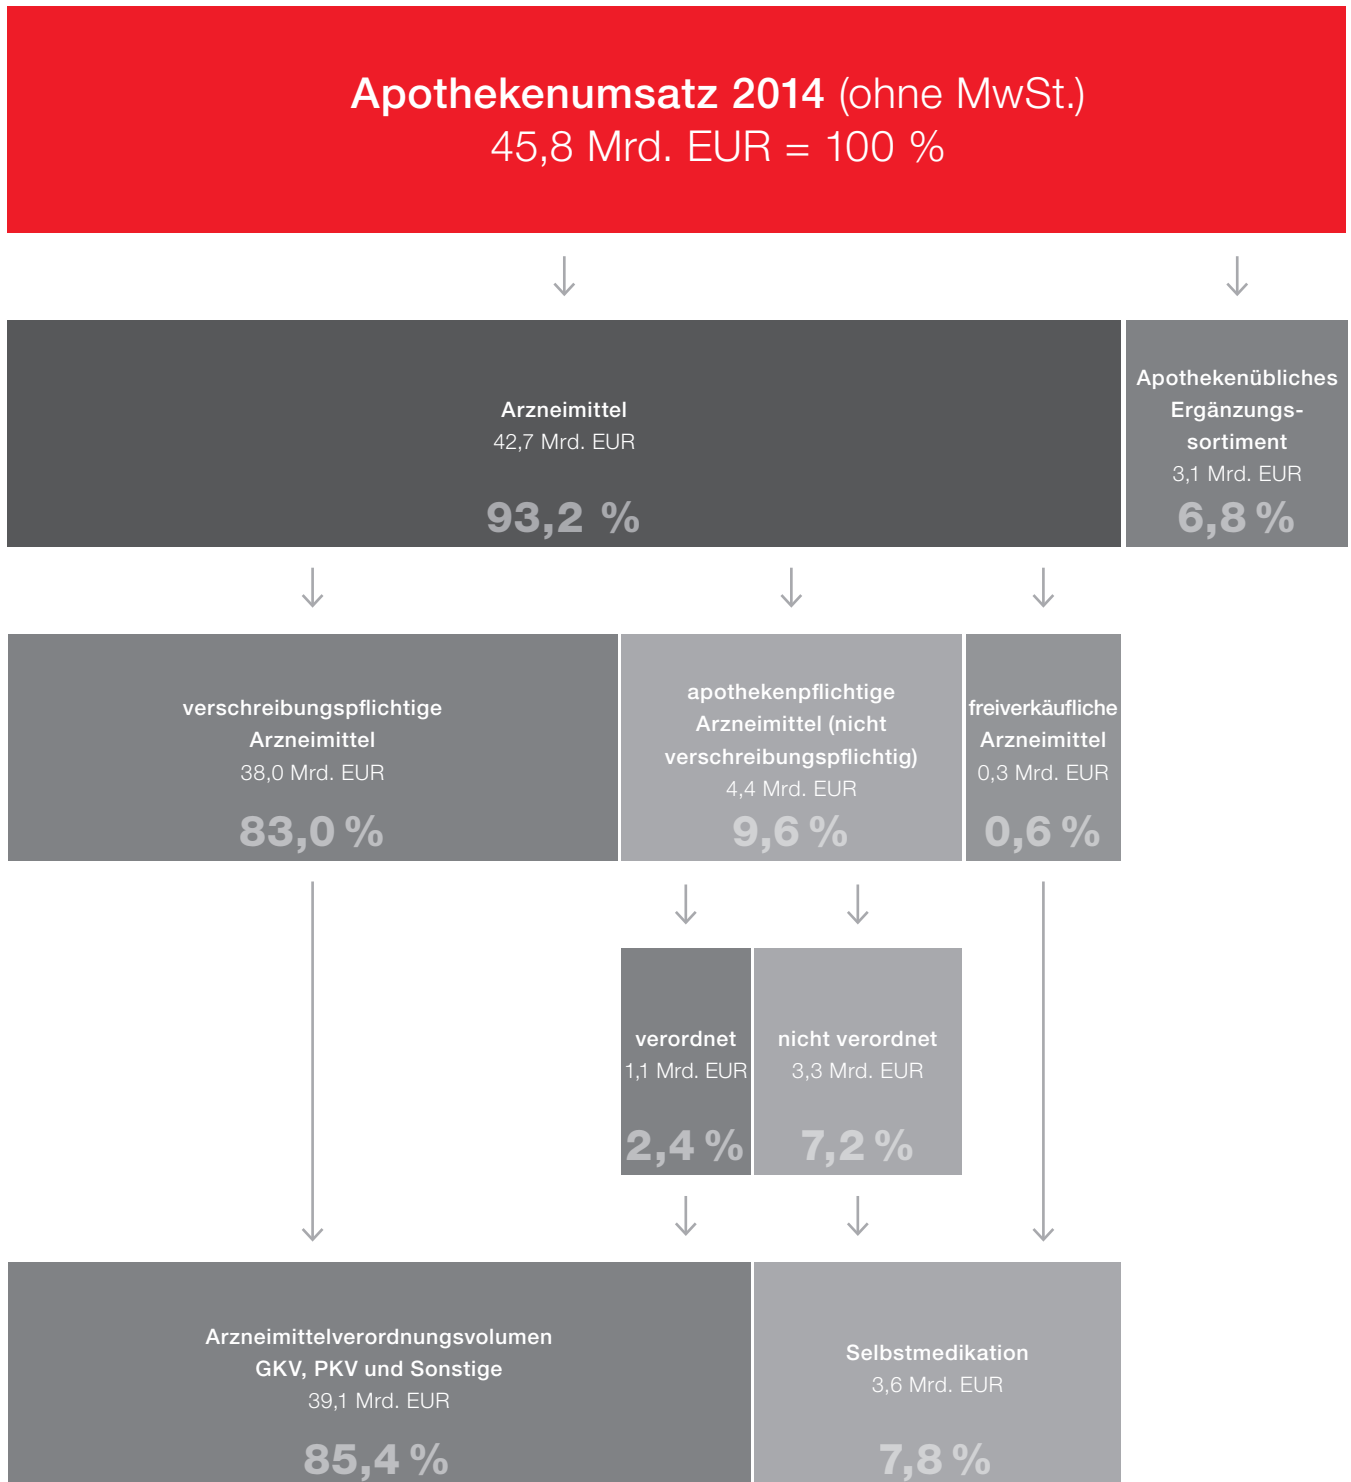 Apothekenumsatz 2014 (ohne MwSt.)
45,8 Mrd. EUR = 100 %
Arzneimittel
42,7 Mrd. EUR
93,2 %
Apothekenübliches
Ergänzungs-
sortiment
3,1 Mrd. EUR
6,8 %
verschreibungspflichtige
Arzneimittel
38,0 Mrd. EUR
83,0 %
apothekenpflichtige
Arzneimittel (nicht
verschreibungspflichtig)
4,4 Mrd. EUR
9,6 %
freiverkäufliche
Arzneimittel
0,3 Mrd. EUR
0,6 %
verordnet
1,1 Mrd. EUR
2,4 %
nicht verordnet
3,3 Mrd. EUR
7,2 %
Arzneimittelverordnungsvolumen
GKV, PKV und Sonstige
39,1 Mrd. EUR
85,4 %
Selbstmedikation
3,6 Mrd. EUR
7,8 %